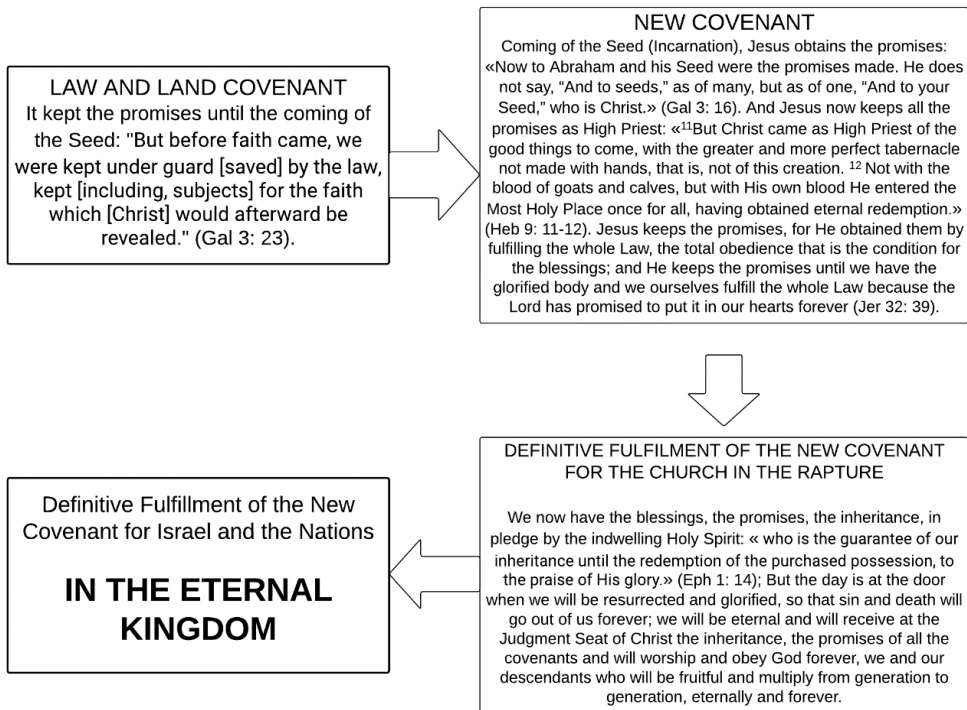 LAW AND LAND COVENANT
It kept the promises until the coming of
the Seed: "But before faith came, we
were kept under guard [saved] by the law,
kept [including, subjects] for the faith
which [Christ] would afterward be
revealed." (Gal 3: 23).
NEW COVENANT
Coming of the Seed (Incarnation), Jesus obtains the promises:
«Now to Abraham and his Seed were the promises made. He does
not say, “And to seeds,” as of many, but as of one, “And to your
Seed,” who is Christ.» (Gal 3: 16). And Jesus now keeps all the
promises as High Priest: «¹¹But Christ came as High Priest of the
good things to come, with the greater and more perfect tabernacle
not made with hands, that is, not of this creation. ¹² Not with the
blood of goats and calves, but with His own blood He entered the
Most Holy Place once for all, having obtained eternal redemption.»
(Heb 9: 11-12). Jesus keeps the promises, for He obtained them by
fulfilling the whole Law, the total obedience that is the condition for
the blessings; and He keeps the promises until we have the
glorified body and we ourselves fulfill the whole Law because the
Lord has promised to put it in our hearts forever (Jer 32: 39).
DEFINITIVE FULFILMENT OF THE NEW COVENANT
FOR THE CHURCH IN THE RAPTURE
We now have the blessings, the promises, the inheritance, in
pledge by the indwelling Holy Spirit: « who is the guarantee of our
inheritance until the redemption of the purchased possession, to
the praise of His glory.» (Eph 1: 14); But the day is at the door
when we will be resurrected and glorified, so that sin and death will
go out of us forever; we will be eternal and will receive at the
Judgment Seat of Christ the inheritance, the promises of all the
covenants and will worship and obey God forever, we and our
descendants who will be fruitful and multiply from generation to
generation, eternally and forever.
Definitive Fulfillment of the New
Covenant for Israel and the Nations
IN THE ETERNAL
KINGDOM